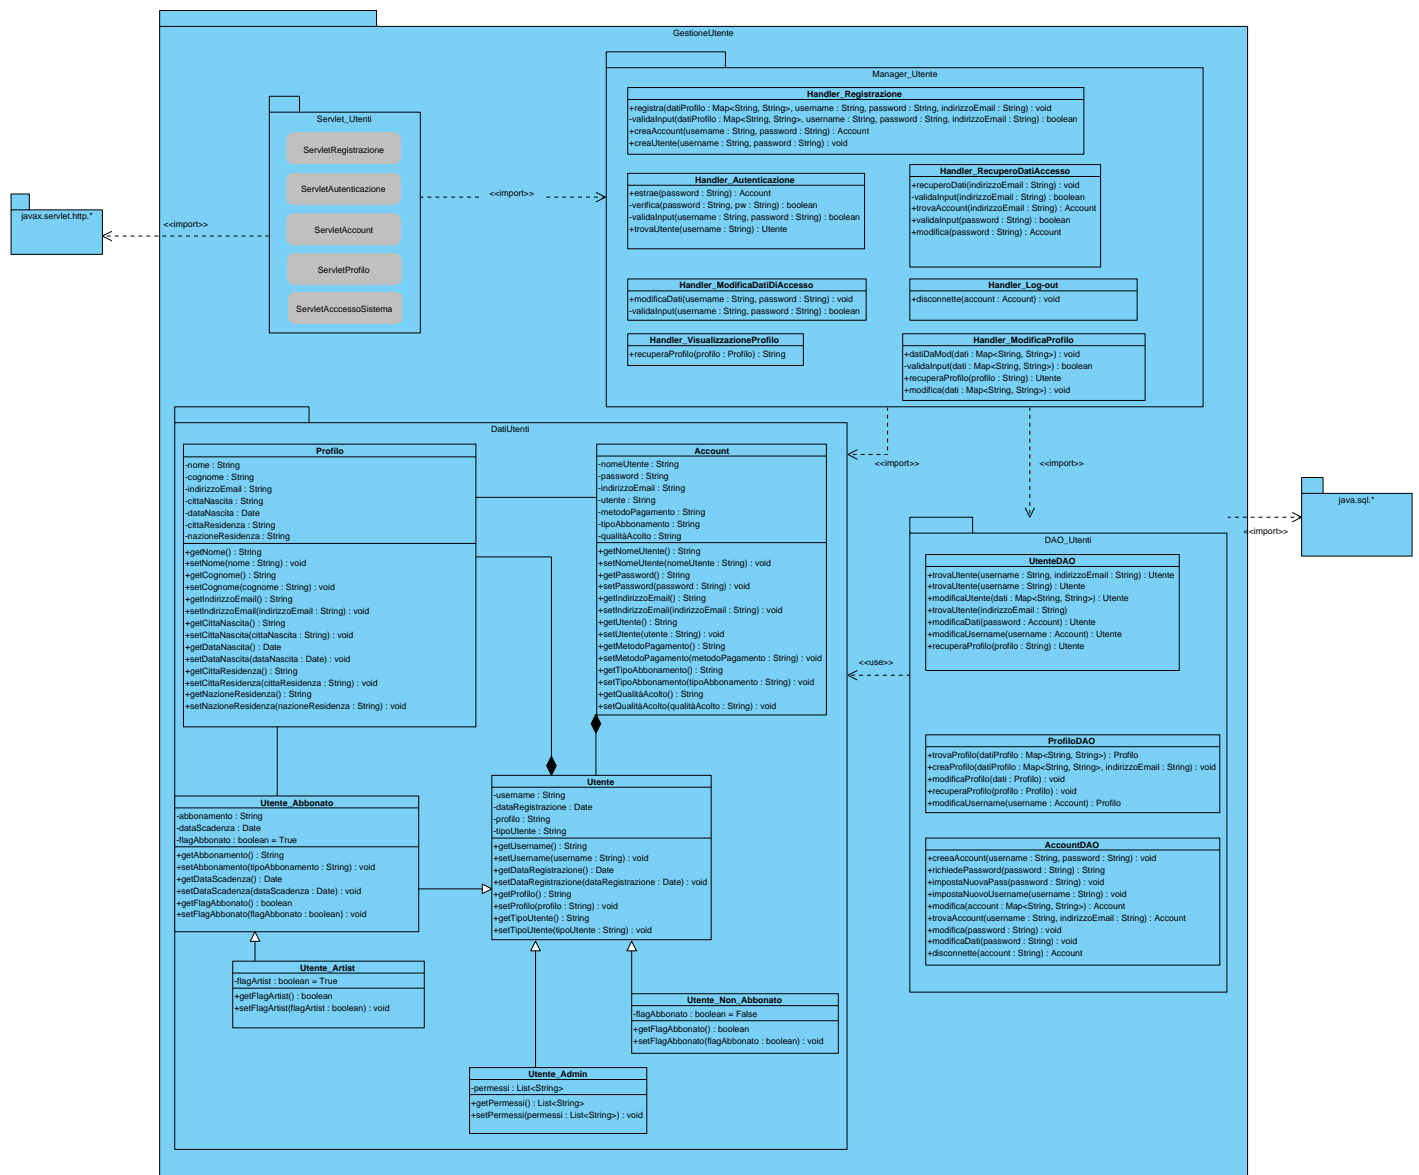 GestioneUtente
Manager_Utente
Handler_Registrazione
+registra(datiProfilo : Map<String, String>, username : String, password : String, indirizzoEmail : String) : void
-validaInput(datiProfilo : Map<String, String>, username : String, password : String, indirizzoEmail : String) : boolean
+creaAccount(username : String, password : String) : Account
+creaUtente(username : String, password : String) : void
Handler_Autenticazione
+estrae(password : String) : Account
-verifica(password : String, pw : String) : boolean
-validaInput(username : String, password : String) : boolean
+trovaUtente(username : String) : Utente
Handler_RecuperoDatiAccesso
+recuperoDati(indirizzoEmail : String) : void
-validaInput(indirizzoEmail : String) : boolean
+trovaAccount(indirizzoEmail : String) : Account
+validaInput(password : String) : boolean
+modifica(password : String) : Account
Handler_ModificaDatiDiAccesso
+modificaDati(username : String, password : String) : void
-validaInput(username : String, password : String) : boolean
Handler_Log-out
+disconnette(account : Account) : void
Handler_VisualizzazioneProfilo
+recuperaProfilo(profilo : Profilo) : String
Handler_ModificaProfilo
+datiDaMod(dati : Map<String, String>) : void
-validaInput(dati : Map<String, String>) : boolean
+recuperaProfilo(profilo : String) : Utente
+modifica(dati : Map<String, String>) : void
Servlet_Utenti
ServletRegistrazione
ServletAutenticazione
ServletAccount
ServletProfilo
ServletAcccessoSistema
<<import>>
<<import>>
javax.servlet.http.*
DatiUtenti
Profilo
-nome : String
-cognome : String
-indirizzoEmail : String
-cittaNascita : String
-dataNascita : Date
-cittaResidenza : String
-nazioneResidenza : String
+getNome() : String
+setNome(nome : String) : void
+getCognome() : String
+setCognome(cognome : String) : void
+getIndirizzoEmail() : String
+setIndirizzoEmail(indirizzoEmail : String) : void
+getCittaNascita() : String
+setCittaNascita(cittaNascita : String) : void
+getDataNascita() : Date
+setDataNascita(dataNascita : Date) : void
+getCittaResidenza() : String
+setCittaResidenza(cittaResidenza : String) : void
+getNazioneResidenza() : String
+setNazioneResidenza(nazioneResidenza : String) : void
Account
-nomeUtente : String
-password : String
-indirizzoEmail : String
-utente : String
-metodoPagamento : String
-tipoAbbonamento : String
-qualitàAcolto : String
+getNomeUtente() : String
+setNomeUtente(nomeUtente : String) : void
+getPassword() : String
+setPassword(password : String) : void
+getIndirizzoEmail() : String
+setIndirizzoEmail(indirizzoEmail : String) : void
+getUtente() : String
+setUtente(utente : String) : void
+getMetodoPagamento() : String
+setMetodoPagamento(metodoPagamento : String) : void
+getTipoAbbonamento() : String
+setTipoAbbonamento(tipoAbbonamento : String) : void
+getQualitàAcolto() : String
+setQualitàAcolto(qualitàAcolto : String) : void
<<import>>
<<import>>
<<import>>
java.sql.*
<<use>>
DAO_Utenti
UtenteDAO
+trovaUtente(username : String, indirizzoEmail : String) : Utente
+trovaUtente(username : String) : Utente
+modificaUtente(dati : Map<String, String>) : Utente
+trovaUtente(indirizzoEmail : String)
+modificaDati(password : Account) : Utente
+modificaUsername(username : Account) : Utente
+recuperaProfilo(profilo : String) : Utente
ProfiloDAO
+trovaProfilo(datiProfilo : Map<String, String>) : Profilo
+creaProfilo(datiProfilo : Map<String, String>, indirizzoEmail : String) : void
+modificaProfilo(dati : Profilo) : void
+recuperaProfilo(profilo : Profilo) : void
+modificaUsername(username : Account) : Profilo
AccountDAO
+creeaAccount(username : String, password : String) : void
+richiedePassword(password : String) : String
+impostaNuovaPass(password : String) : void
+impostaNuovoUsername(username : String) : void
+modifica(account : Map<String, String>) : Account
+trovaAccount(username : String, indirizzoEmail : String) : Account
+modifica(password : String) : void
+modificaDati(password : String) : void
+disconnette(account : String) : Account
Utente_Abbonato
-abbonamento : String
-dataScadenza : Date
-flagAbbonato : boolean = True
+getAbbonamento() : String
+setAbbonamento(tipoAbbonamento : String) : void
+getDataScadenza() : Date
+setDataScadenza(dataScadenza : Date) : void
+getFlagAbbonato() : boolean
+setFlagAbbonato(flagAbbonato : boolean) : void
Utente
-username : String
-dataRegistrazione : Date
-profilo : String
-tipoUtente : String
+getUsername() : String
+setUsername(username : String) : void
+getDataRegistrazione() : Date
+setDataRegistrazione(dataRegistrazione : Date) : void
+getProfilo() : String
+setProfilo(profilo : String) : void
+getTipoUtente() : String
+setTipoUtente(tipoUtente : String) : void
Utente_Artist
-flagArtist : boolean = True
+getFlagArtist() : boolean
+setFlagArtist(flagArtist : boolean) : void
Utente_Non_Abbonato
-flagAbbonato : boolean = False
+getFlagAbbonato() : boolean
+setFlagAbbonato(flagAbbonato : boolean) : void
Utente_Admin
-permessi : List<String>
+getPermessi() : List<String>
+setPermessi(permessi : List<String>) : void